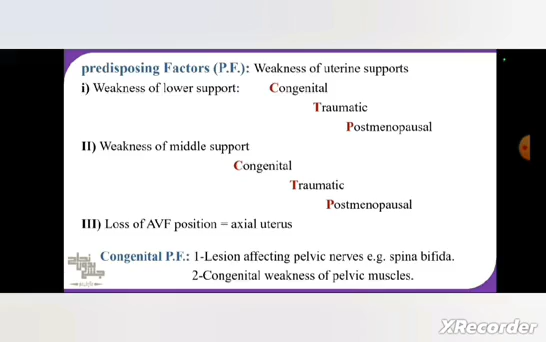 predisposing Factors (P.F.): Weakness of uterine supports
i) Weakness of lower support: Congenital
Traumatic
Postmenopausal
II) Weakness of middle support
Congenital
Traumatic
Postmenopausal
III) Loss of AVF position = axial uterus
Congenital P.F.: 1-Lesion affecting pelvic nerves e.g. spina bifida.
2-Congenital weakness of pelvic muscles.
XRecorder